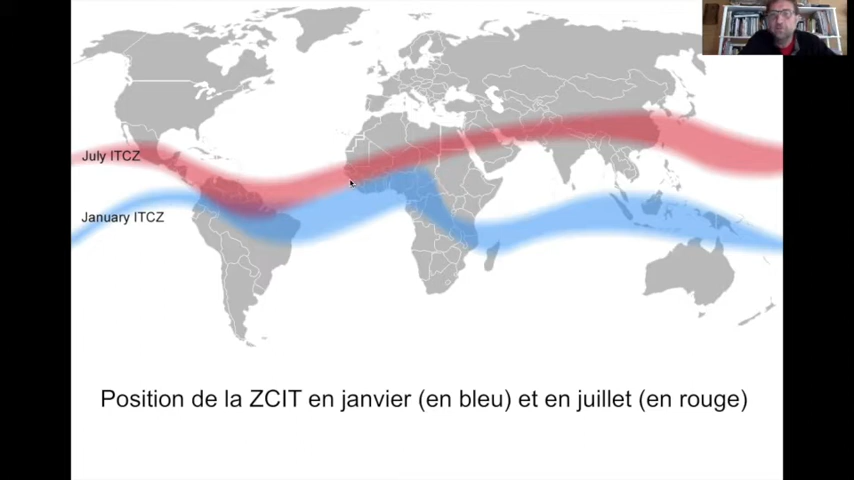 July ITCZ
January ITCZ
Position de la ZCIT en janvier (en bleu) et en juillet (en rouge)